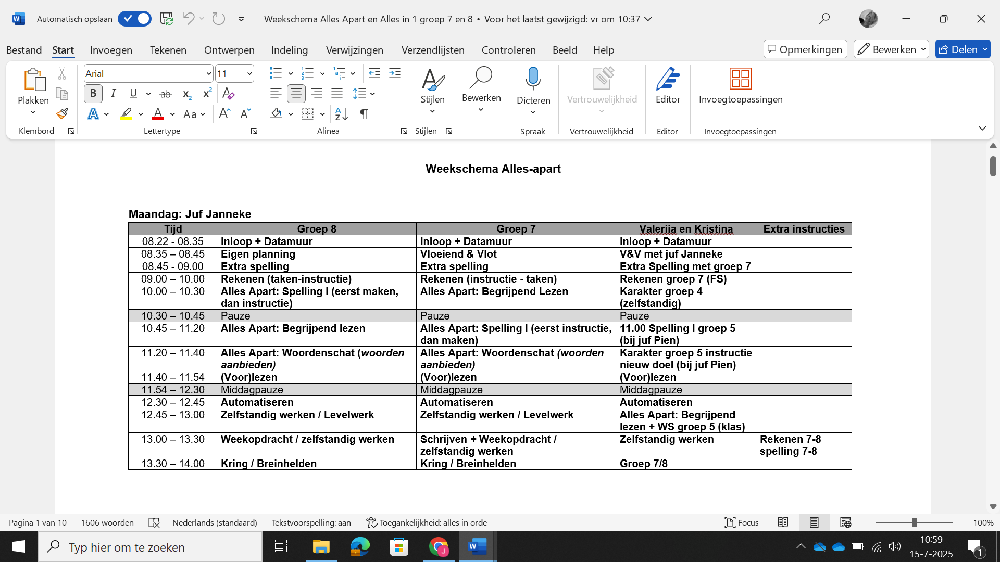 Automatisch opslaan
Weekschema Alles Apart en Alles in 1 groep 7 en 8 • Voor het laatst gewijzigd: vr om 10:37
Bestand Start Invoegen Tekenen Ontwerpen Indeling Verwijzingen Verzendlijsten Controleren Beeld Help
Opmerkingen Bewerken Delen
Plakken
Klembord
Arial 11
Lettertype
Alinea
Stijlen
Stijlen
Bewerken
Dicteren
Spraak
Vertrouwelijkheid
Vertrouwelijkheid
Editor
Editor
Invoegtoepassingen
Invoegtoepassingen
Weekschema Alles-apart
Maandag: Juf Janneke
Tijd Groep 8 Groep 7 Valeriia en Kristina Extra instructies
08.22 - 08.35 Inloop + Datamuur Inloop + Datamuur Inloop + Datamuur
08.35 – 08.45 Eigen planning Vloeiend & Vlot V&V met juf Janneke
08.45 - 09.00 Extra spelling Extra spelling Extra Spelling met groep 7
09.00 – 10.00 Rekenen (taken-instructie) Rekenen (instructie - taken) Rekenen groep 7 (FS)
10.00 – 10.30 Alles Apart: Spelling I (eerst maken, Alles Apart: Begrijpend Lezen Karakter groep 4
dan instructie) (zelfstandig)
10.30 – 10.45 Pauze Pauze Pauze
10.45 – 11.20 Alles Apart: Begrijpend lezen Alles Apart: Spelling I (eerst instructie, 11.00 Spelling I groep 5
dan maken) (bij juf Pien)
11.20 – 11.40 Alles Apart: Woordenschat (woorden Alles Apart: Woordenschat (woorden Karakter groep 5 instructie
aanbieden) aanbieden) nieuw doel (bij juf Pien)
11.40 – 11.54 (Voor)lezen (Voor)lezen (Voor)lezen
11.54 – 12.30 Middagpauze Middagpauze Middagpauze
12.30 – 12.45 Automatiseren Automatiseren Automatiseren
12.45 – 13.00 Zelfstandig werken / Levelwerk Zelfstandig werken / Levelwerk Alles Apart: Begrijpend
lezen + WS groep 5 (klas)
13.00 – 13.30 Weekopdracht / zelfstandig werken Schrijven + Weekopdracht / Zelfstandig werken Rekenen 7-8
zelfstandig werken spelling 7-8
13.30 – 14.00 Kring / Breinhelden Kring / Breinhelden Groep 7/8
Pagina 1 van 10 1606 woorden Nederlands (standaard) Tekstvoorspelling: aan Toegankelijkheid: alles in orde Focus 100%
Typ hier om te zoeken
10:59
15-7-2025
1